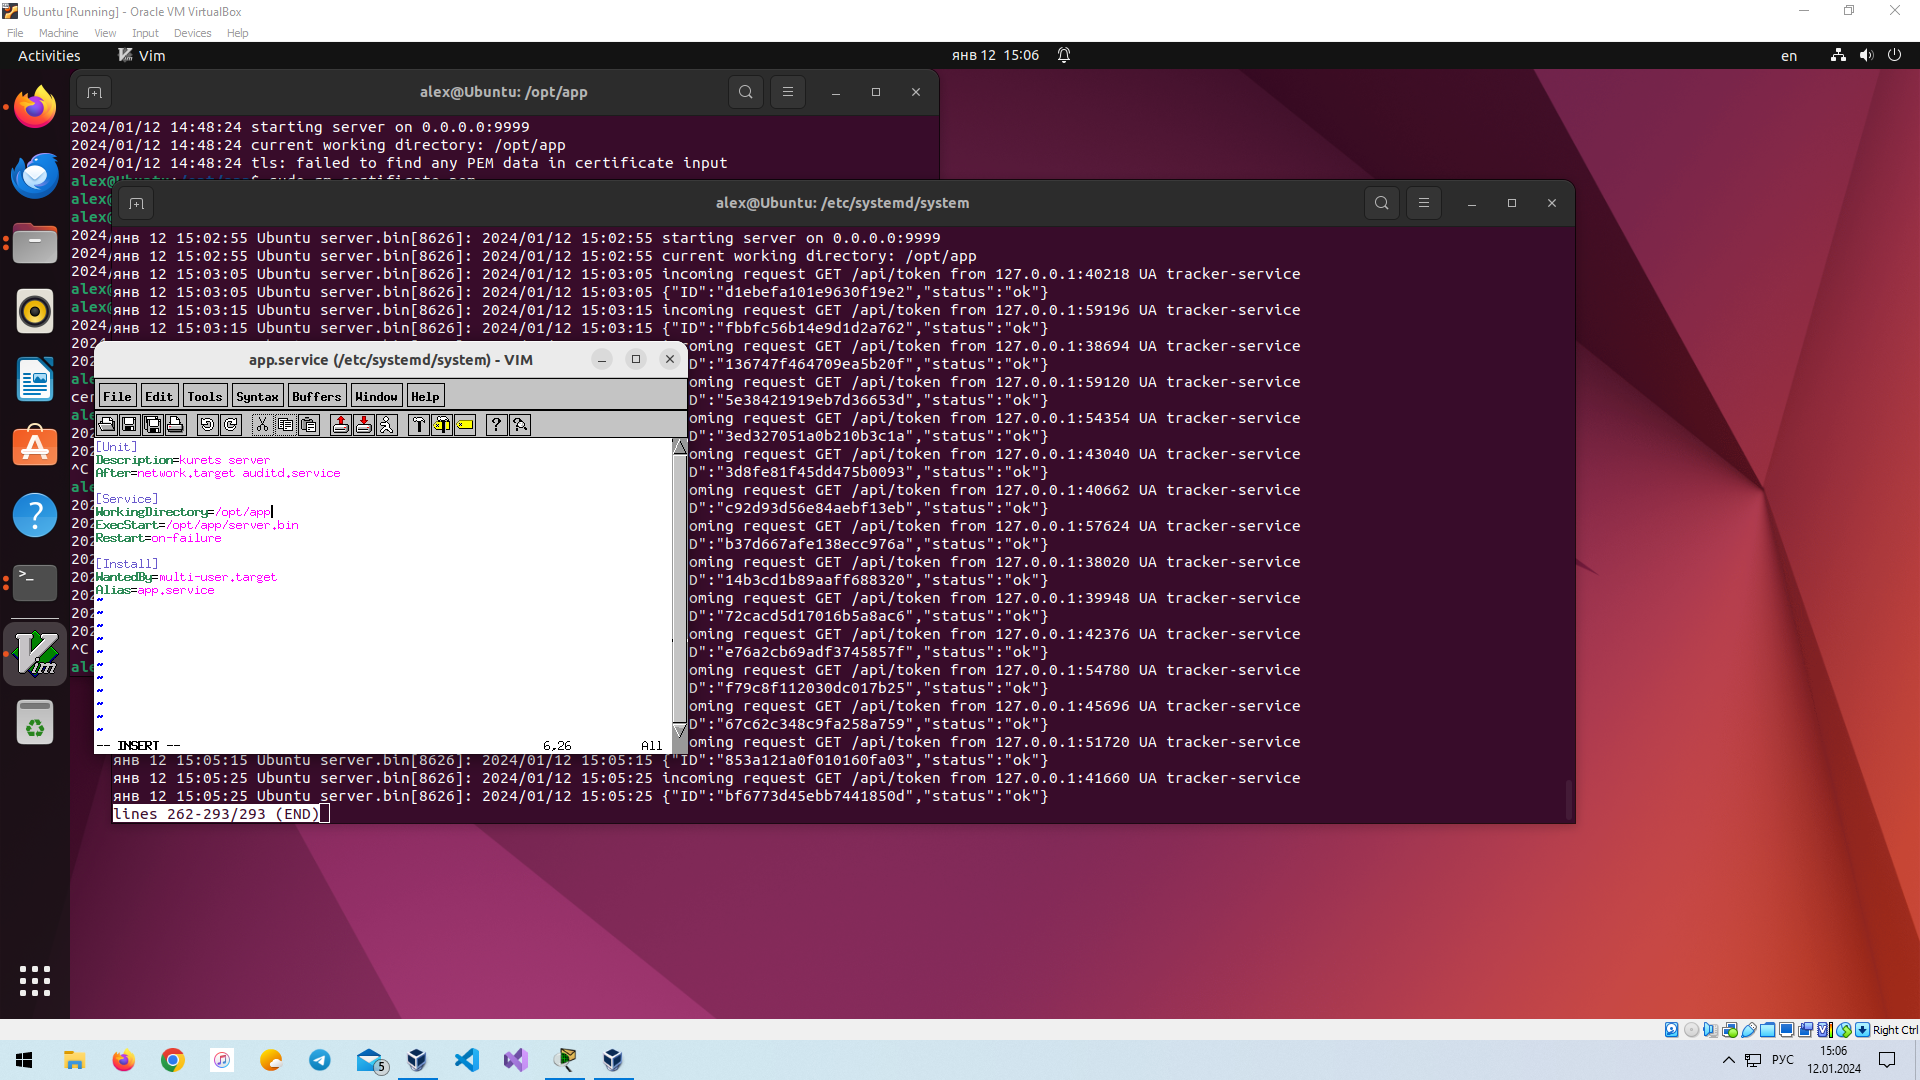 Ubuntu [Running] - Oracle VM VirtualBox
File Machine View Input Devices Help
Activities Vim янв 12 15:06 en
alex@Ubuntu: /opt/app
2024/01/12 14:48:24 starting server on 0.0.0.0:9999
2024/01/12 14:48:24 current working directory: /opt/app
2024/01/12 14:48:24 tls: failed to find any PEM data in certificate input
alex@Ubuntu: /etc/systemd/system
янв 12 15:02:55 Ubuntu server.bin[8626]: 2024/01/12 15:02:55 starting server on 0.0.0.0:9999
янв 12 15:02:55 Ubuntu server.bin[8626]: 2024/01/12 15:02:55 current working directory: /opt/app
янв 12 15:03:05 Ubuntu server.bin[8626]: 2024/01/12 15:03:05 incoming request GET /api/token from 127.0.0.1:40218 UA tracker-service
янв 12 15:03:05 Ubuntu server.bin[8626]: 2024/01/12 15:03:05 {"ID":"d1ebefa101e9630f19e2","status":"ok"}
янв 12 15:03:15 Ubuntu server.bin[8626]: 2024/01/12 15:03:15 incoming request GET /api/token from 127.0.0.1:59196 UA tracker-service
янв 12 15:03:15 Ubuntu server.bin[8626]: 2024/01/12 15:03:15 {"ID":"fbbfc56b14e9d1d2a762","status":"ok"}
coming request GET /api/token from 127.0.0.1:38694 UA tracker-service
D":"136747f464709ea5b20f","status":"ok"}
oming request GET /api/token from 127.0.0.1:59120 UA tracker-service
D":"5e38421919eb7d36653d","status":"ok"}
oming request GET /api/token from 127.0.0.1:54354 UA tracker-service
D":"3ed327051a0b210b3c1a","status":"ok"}
oming request GET /api/token from 127.0.0.1:43040 UA tracker-service
D":"3d8fe81f45dd475b0093","status":"ok"}
oming request GET /api/token from 127.0.0.1:40662 UA tracker-service
D":"c92d93d56e84aebf13eb","status":"ok"}
oming request GET /api/token from 127.0.0.1:57624 UA tracker-service
D":"b37d667afe138ecc976a","status":"ok"}
oming request GET /api/token from 127.0.0.1:38020 UA tracker-service
D":"14b3cd1b89aaff688320","status":"ok"}
oming request GET /api/token from 127.0.0.1:39948 UA tracker-service
D":"72cacd5d17016b5a8ac6","status":"ok"}
oming request GET /api/token from 127.0.0.1:42376 UA tracker-service
D":"e76a2cb69adf3745857f","status":"ok"}
oming request GET /api/token from 127.0.0.1:54780 UA tracker-service
D":"f79c8f112030dc017b25","status":"ok"}
oming request GET /api/token from 127.0.0.1:45696 UA tracker-service
D":"67c62c348c9fa258a759","status":"ok"}
oming request GET /api/token from 127.0.0.1:51720 UA tracker-service
янв 12 15:05:15 Ubuntu server.bin[8626]: 2024/01/12 15:05:15 {"ID":"853a121a0f010160fa03","status":"ok"}
янв 12 15:05:25 Ubuntu server.bin[8626]: 2024/01/12 15:05:25 incoming request GET /api/token from 127.0.0.1:41660 UA tracker-service
янв 12 15:05:25 Ubuntu server.bin[8626]: 2024/01/12 15:05:25 {"ID":"bf6773d45ebb7441850d","status":"ok"}
lines 262-293/293 (END)
app.service (/etc/systemd/system) - VIM
File Edit Tools Syntax Buffers Window Help
[Unit]
Description=kurets server
After=network.target auditd.service
[Service]
WorkingDirectory=/opt/app
ExecStart=/opt/app/server.bin
Restart=on-failure
[Install]
WantedBy=multi-user.target
Alias=app.service
-- INSERT -- 6,26 All
Right Ctrl
5
РУС
15:06
12.01.2024